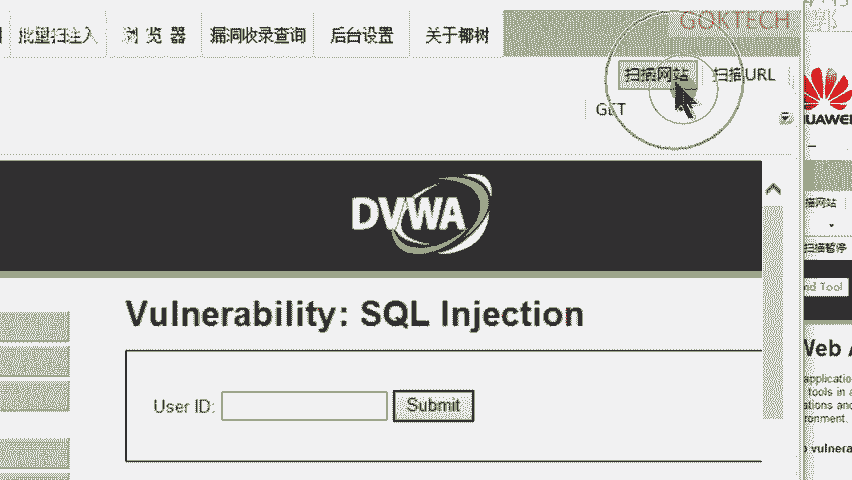 批量扫注入 浏 览 器 漏洞收录查询 后台设置 关于椰树
GOKTECH
扫描网站 扫描URL
GET
DVWA
Vulnerability: SQL Injection
User ID: Submit
UAWEI
描网站
扫描暂停
nd Tool
Web A
applicatio
tools in a
ations and
ronment.
vulnera